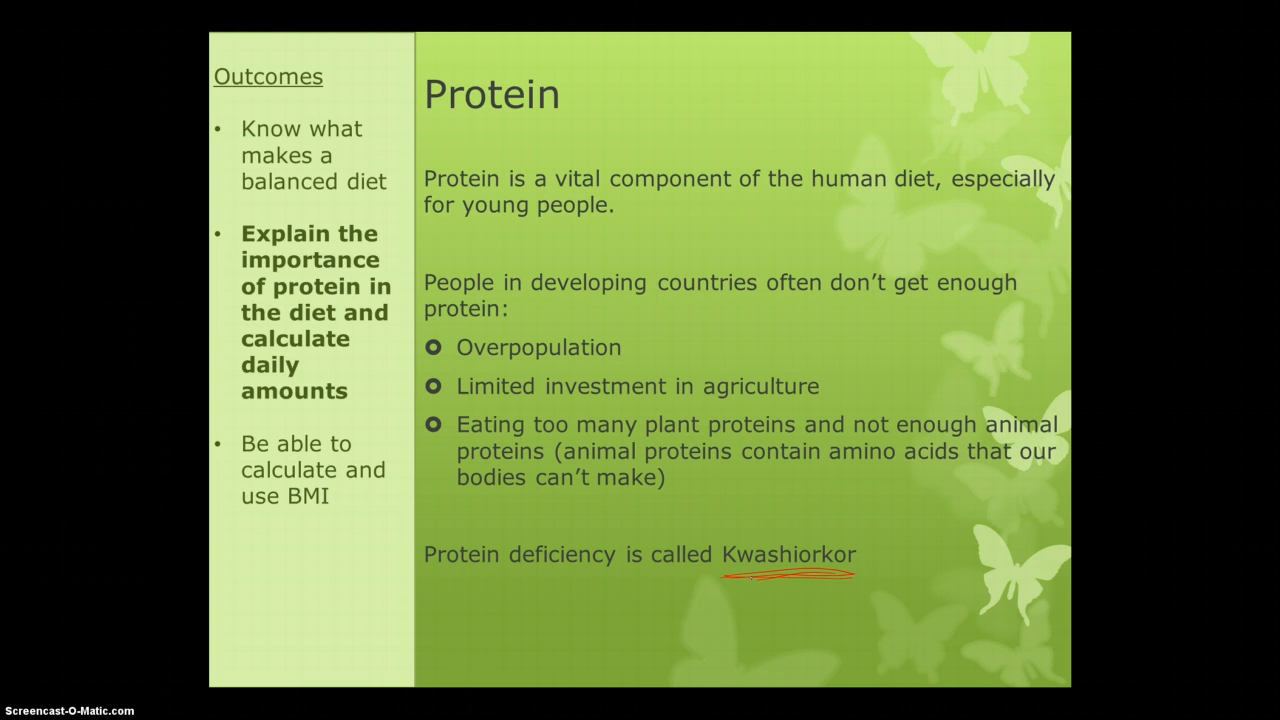 Outcomes
• Know what
makes a
balanced diet
• Explain the
importance
of protein in
the diet and
calculate
daily
amounts
• Be able to
calculate and
use BMI
Protein
Protein is a vital component of the human diet, especially
for young people.
People in developing countries often don’t get enough
protein:
Overpopulation
Limited investment in agriculture
Eating too many plant proteins and not enough animal
proteins (animal proteins contain amino acids that our
bodies can’t make)
Protein deficiency is called Kwashiorkor
Screencast-O-Matic.com